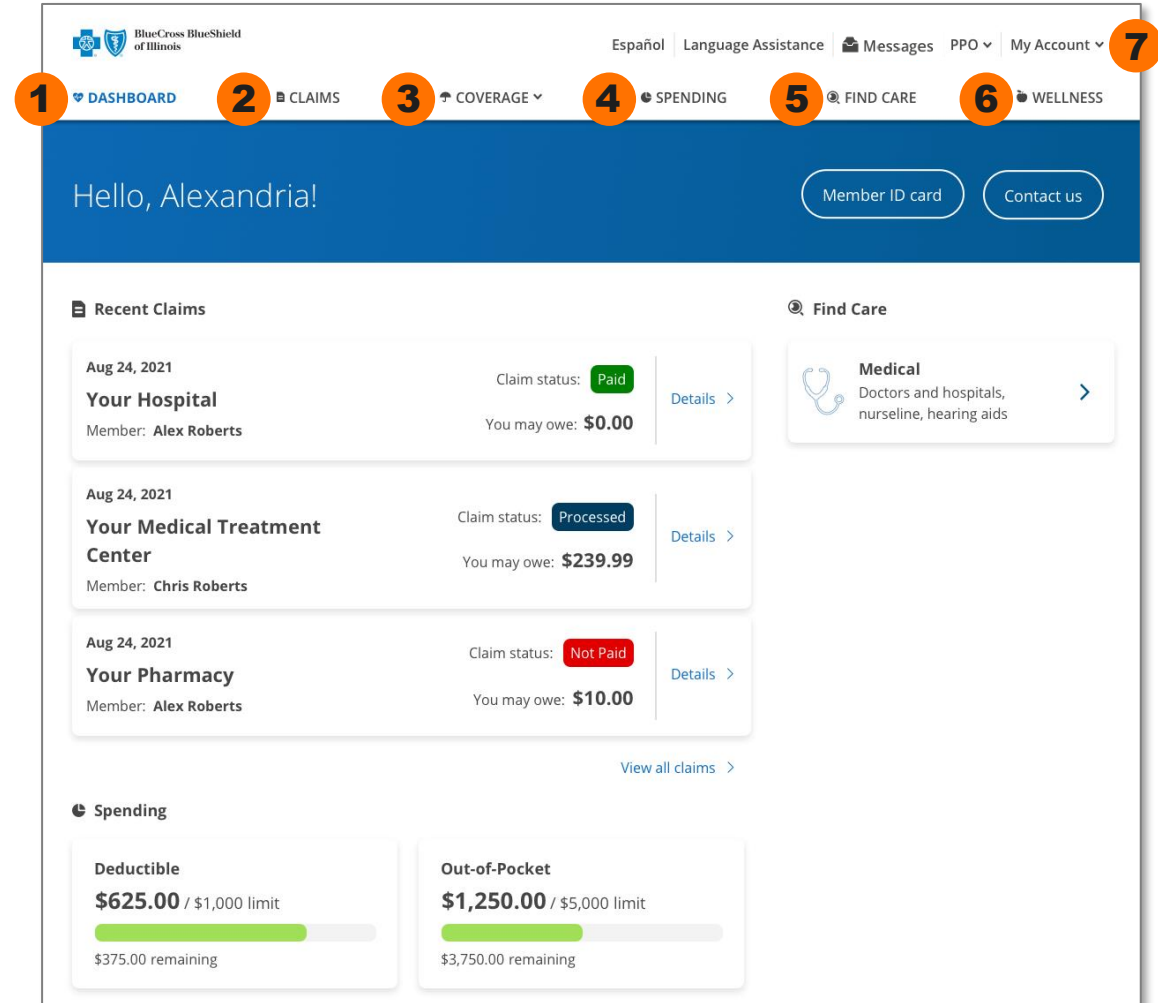 BlueCross BlueShield
of Illinois
Español Language Assistance Messages PPO My Account 7
1 DASHBOARD 2 CLAIMS 3 COVERAGE 4 SPENDING 5 FIND CARE 6 WELLNESS
Hello, Alexandria!
Member ID card Contact us
Recent Claims
Aug 24, 2021
Your Hospital
Member: Alex Roberts
Claim status: Paid
You may owe: $0.00
Details
Aug 24, 2021
Your Medical Treatment
Center
Member: Chris Roberts
Claim status: Processed
You may owe: $239.99
Details
Aug 24, 2021
Your Pharmacy
Member: Alex Roberts
Claim status: Not Paid
You may owe: $10.00
Details
View all claims
Find Care
Medical
Doctors and hospitals,
nurseline, hearing aids
Spending
Deductible
$625.00 / $1,000 limit
$375.00 remaining
Out-of-Pocket
$1,250.00 / $5,000 limit
$3,750.00 remaining